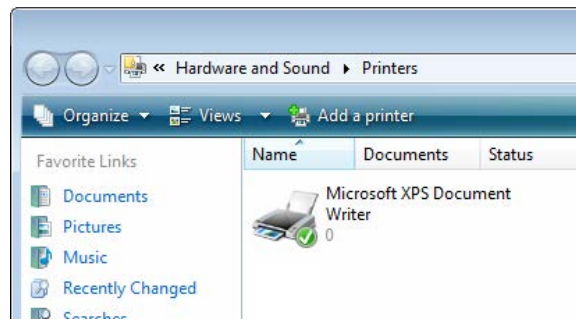 « Hardware and Sound Printers
Organize Views Add a printer
Favorite Links
Documents
Pictures
Music
Recently Changed
Searches
Name Documents Status
Microsoft XPS Document
Writer
0